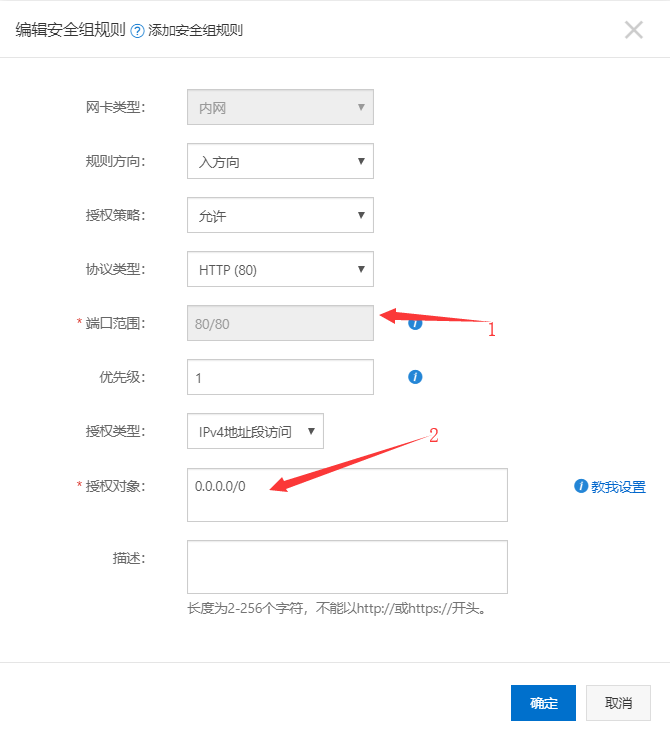 编辑安全组规则 ? 添加安全组规则
网卡类型： 内网
规则方向： 入方向
授权策略： 允许
协议类型： HTTP (80)
* 端口范围： 80/80 i 1
优先级： 1 i
授权类型： IPv4地址段访问 2
* 授权对象： 0.0.0.0/0 i 教我设置
描述：
长度为2-256个字符，不能以http://或https://开头。
确定 取消